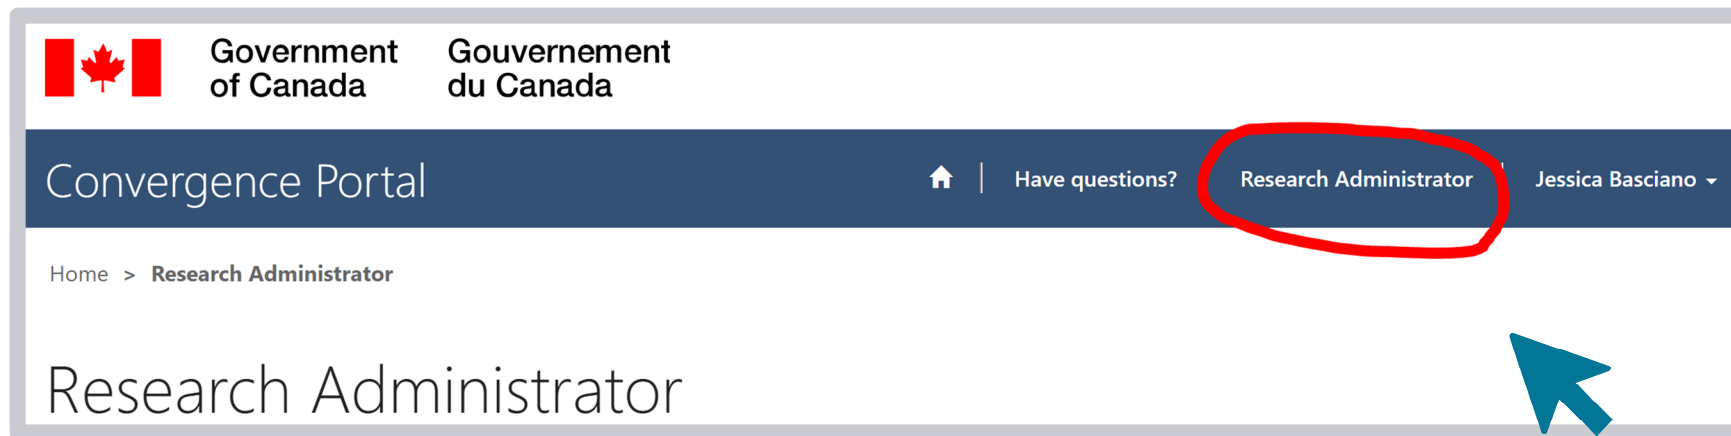 Government of Canada
Gouvernement du Canada
Convergence Portal
Have questions?
Research Administrator
Jessica Basciano
Home > Research Administrator
Research Administrator